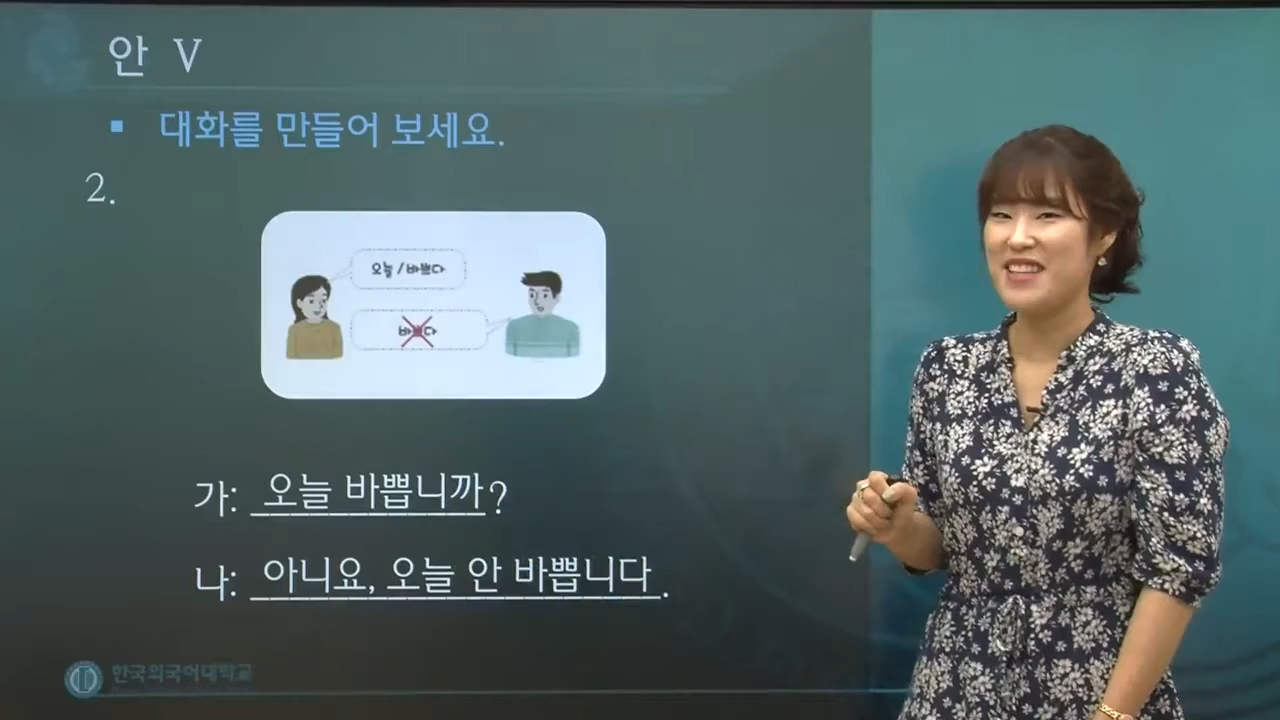 안 V
▪ 대화를 만들어 보세요.
2.
오늘 / 바쁘다
바쁘다
가: 오늘 바쁩니까?
나: 아니요, 오늘 안 바쁩니다.
한국외국어대학교